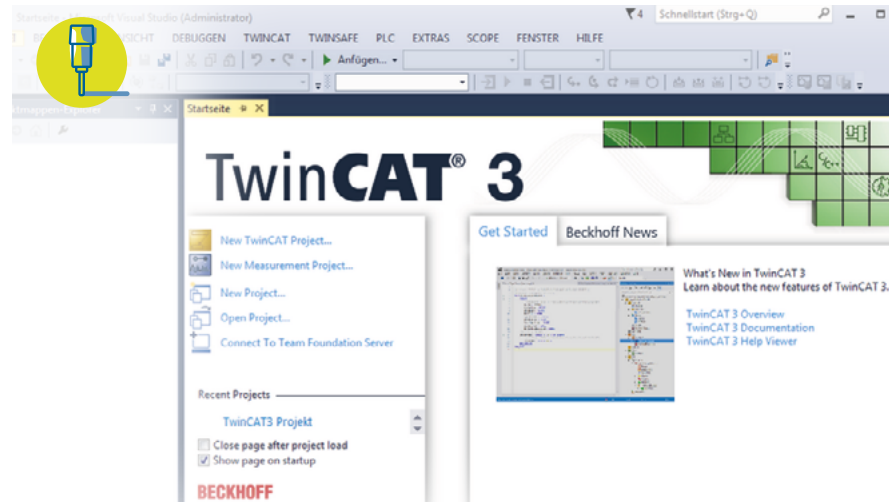 Startseite - Microsoft Visual Studio (Administrator)
4 Schnellstart (Strg+Q)
ANSICHT DEBUGGEN TWINCAT TWINSAFE PLC EXTRAS SCOPE FENSTER HILFE
Anfügen...
Startseite
TwinCAT® 3
New TwinCAT Project...
New Measurement Project...
New Project...
Open Project...
Connect To Team Foundation Server
Recent Projects
TwinCAT3 Projekt
Close page after project load
Show page on startup
BECKHOFF
Get Started Beckhoff News
What's New in TwinCAT 3
Learn about the new features of TwinCAT 3.
TwinCAT 3 Overview
TwinCAT 3 Documentation
TwinCAT 3 Help Viewer